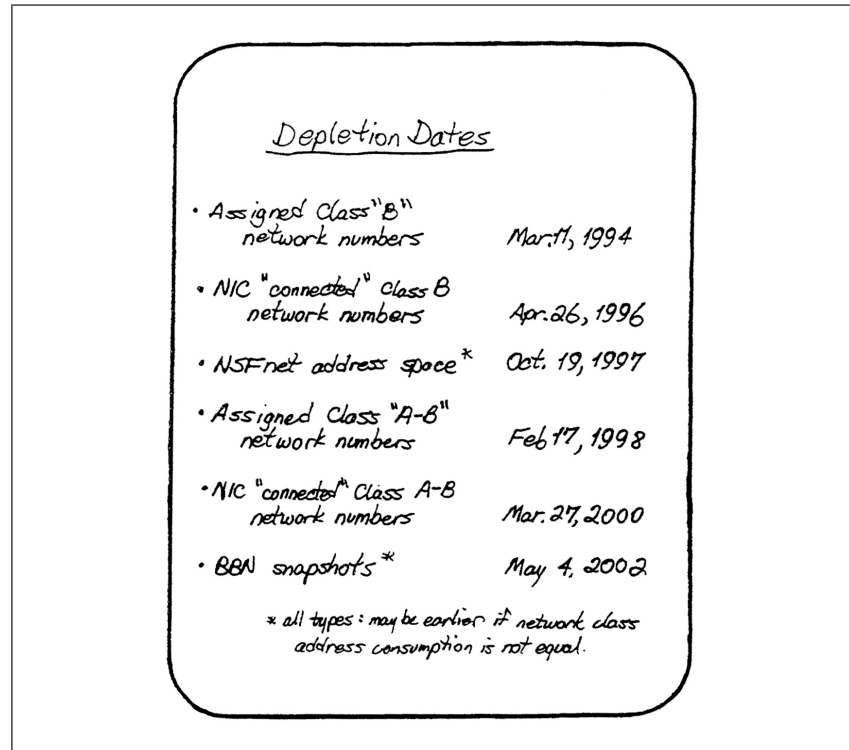 Depletion Dates
• Assigned Class "B"
network numbers Mar. 11, 1994
• NIC "connected" Class B
network numbers Apr. 26, 1996
• NSFnet address space* Oct. 19, 1997
• Assigned Class "A-B"
network numbers Feb 17, 1998
• NIC "connected" Class A-B
network numbers Mar. 27, 2000
• BBN snapshots* May 4, 2002
* all types: may be earlier if network class
address consumption is not equal.